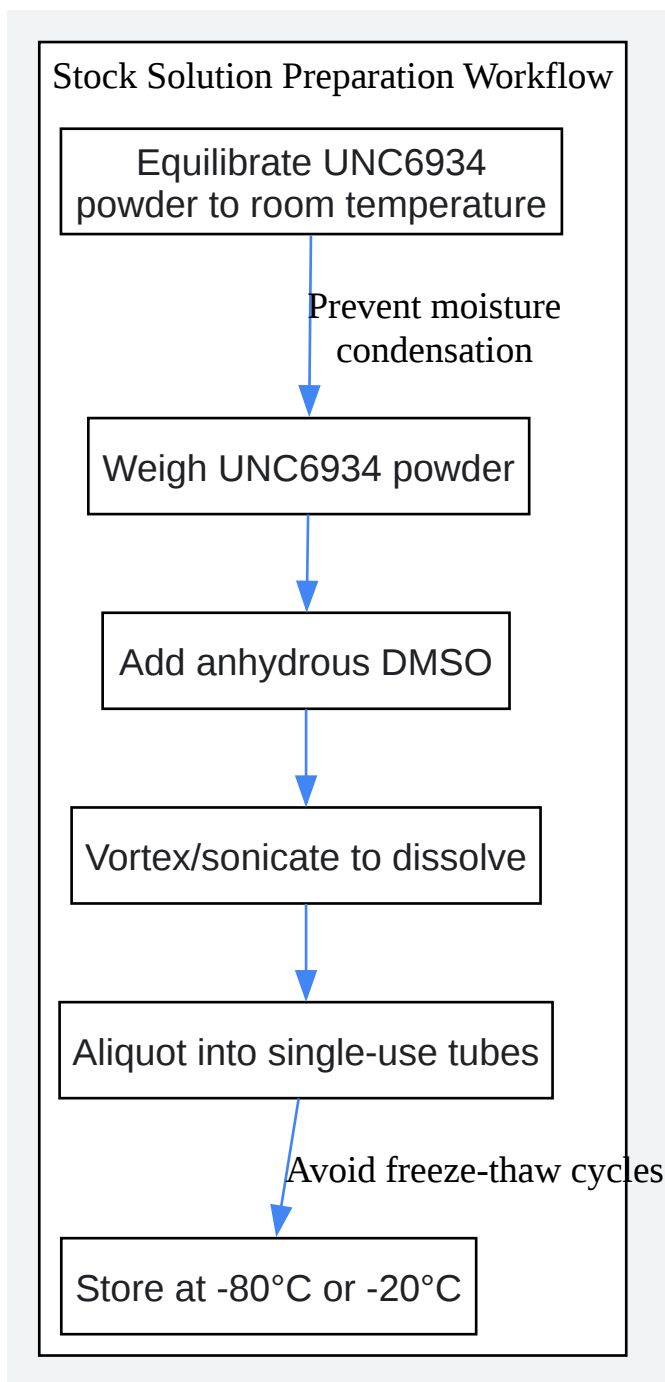 Stock Solution Preparation Workflow
Equilibrate UNC6934
powder to room temperature
Prevent moisture
condensation
Weigh UNC6934 powder
Add anhydrous DMSO
Vortex/sonicate to dissolve
Aliquot into single-use tubes
Avoid freeze-thaw cycles
Store at -80°C or -20°C